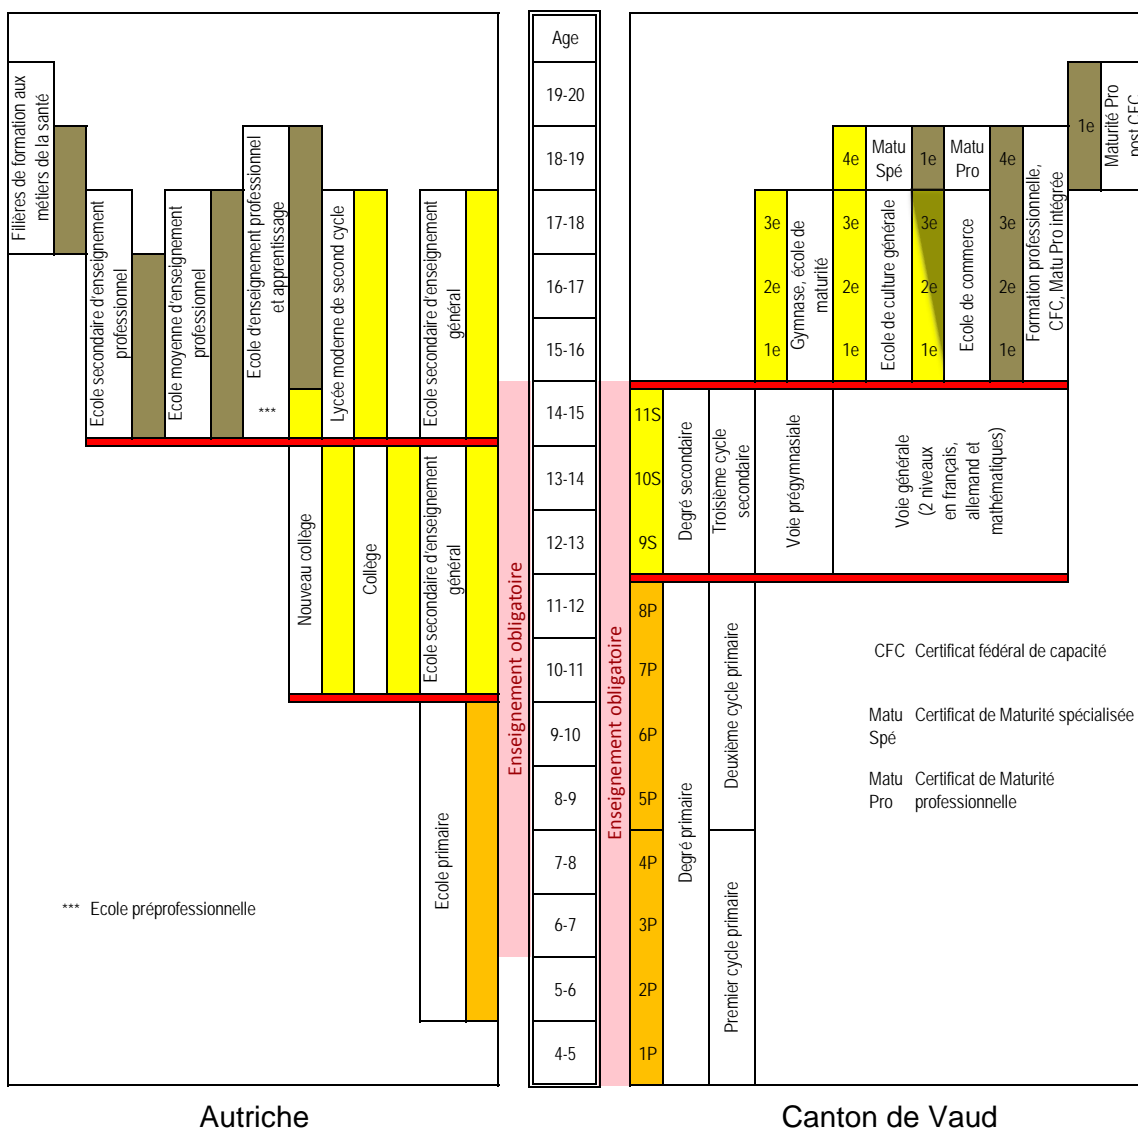 Filières de formation aux
métiers de la santé
Ecole secondaire d'enseignement
professionnel
Ecole moyenne d'enseignement
professionnel
Ecole d'enseignement professionnel
et apprentissage
***
Lycée moderne de second cycle
Ecole secondaire d'enseignement
général
Nouveau collège
Collège
Ecole secondaire d'enseignement
général
Ecole primaire
*** Ecole préprofessionnelle
Enseignement obligatoire
Age
19-20
18-19
17-18
16-17
15-16
14-15
13-14
12-13
11-12
10-11
9-10
8-9
7-8
6-7
5-6
4-5
Enseignement obligatoire
3e
2e
1e
Gymnase, école de
maturité
4e
3e
2e
1e
Matu
Spé
Ecole de culture générale
1e
3e
2e
1e
Matu
Pro
Ecole de commerce
4e
3e
2e
1e
Formation professionnelle,
CFC, Matu Pro intégrée
1e
Maturité Pro
post CFC
11S
10S
9S
Degré secondaire
Troisième cycle
secondaire
Voie prégymnasiale
Voie générale
(2 niveaux
en français,
allemand et
mathématiques)
8P
7P
6P
5P
4P
3P
2P
1P
Degré primaire
Deuxième cycle primaire
Premier cycle primaire
CFC Certificat fédéral de capacité
Matu Certificat de Maturité spécialisée
Spé
Matu Certificat de Maturité
Pro professionnelle
Autriche
Canton de Vaud